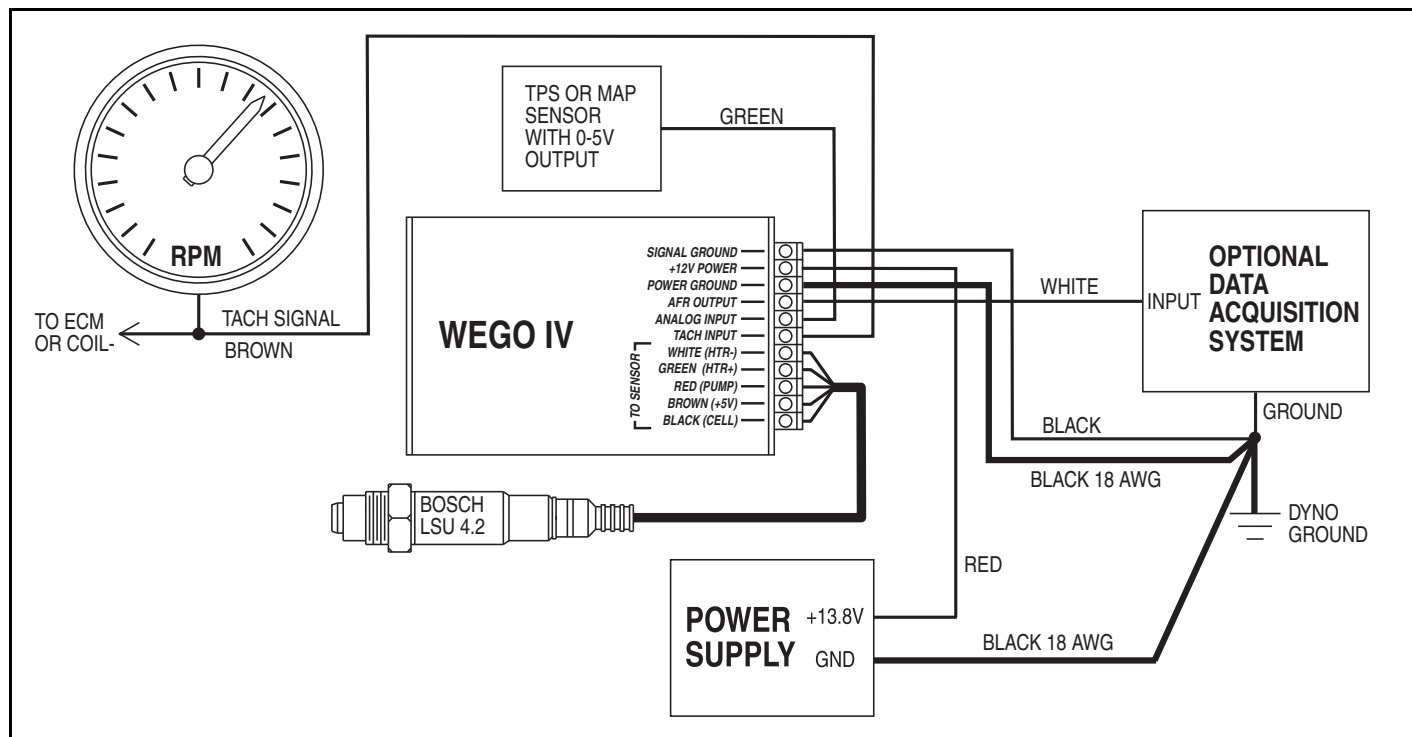 RPM
TO ECM
OR COIL-
TACH SIGNAL
BROWN
TPS OR MAP
SENSOR
WITH 0-5V
OUTPUT
GREEN
WEGO IV
SIGNAL GROUND
+12V POWER
POWER GROUND
AFR OUTPUT
ANALOG INPUT
TACH INPUT
TO SENSOR
WHITE (HTR-)
GREEN (HTR+)
RED (PUMP)
BROWN (+5V)
BLACK (CELL)
WHITE
INPUT
OPTIONAL
DATA
ACQUISITION
SYSTEM
GROUND
BLACK
BLACK 18 AWG
DYNO
GROUND
BOSCH
LSU 4.2
RED
POWER
SUPPLY
+13.8V
GND
BLACK 18 AWG